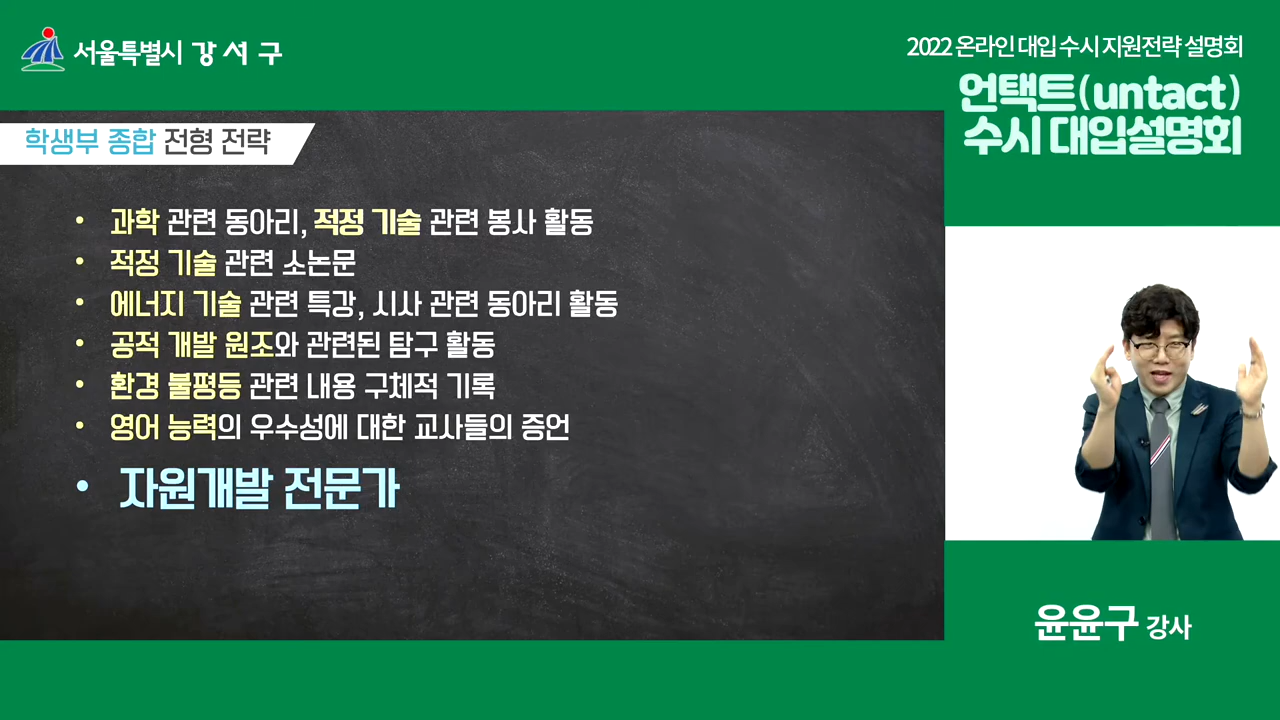 서울특별시 강서구
2022 온라인 대입 수시 지원전략 설명회
언택트(untact)
수시 대입설명회
학생부 종합 전형 전략
• 과학 관련 동아리, 적정 기술 관련 봉사 활동
• 적정 기술 관련 소논문
• 에너지 기술 관련 특강, 시사 관련 동아리 활동
• 공적 개발 원조와 관련된 탐구 활동
• 환경 불평등 관련 내용 구체적 기록
• 영어 능력의 우수성에 대한 교사들의 증언
• 자원개발 전문가
윤윤구 강사